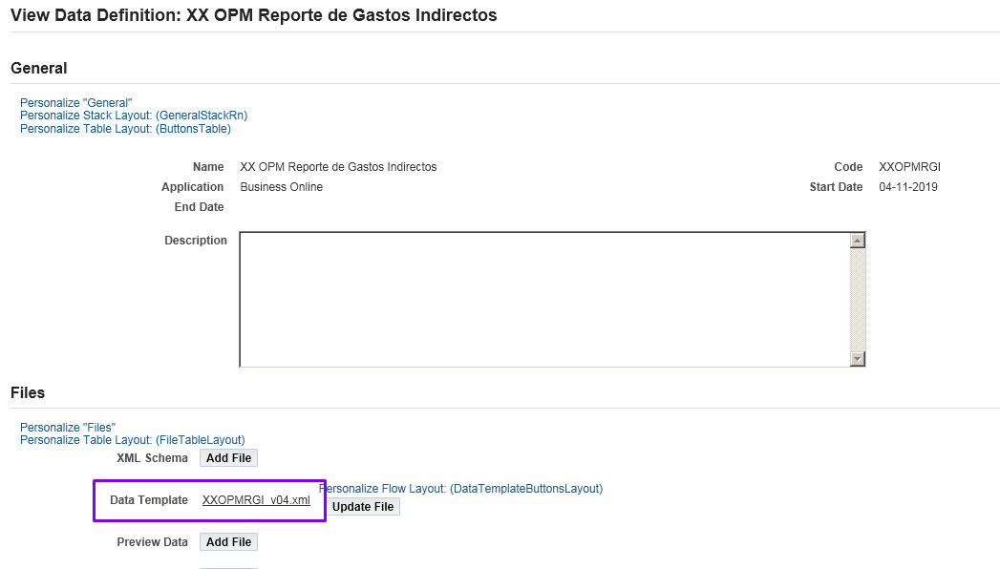 View Data Definition: XX OPM Reporte de Gastos Indirectos
General
Personalize "General"
Personalize Stack Layout: (GeneralStackRn)
Personalize Table Layout: (ButtonsTable)
Name XX OPM Reporte de Gastos Indirectos Code XXOPMRGI
Application Business Online Start Date 04-11-2019
End Date
Description
Files
Personalize "Files"
Personalize Table Layout: (FileTableLayout)
XML Schema Add File
Personalize Flow Layout: (DataTemplateButtonsLayout)
Data Template XXOPMRGI_v04.xml Update File
Preview Data Add File